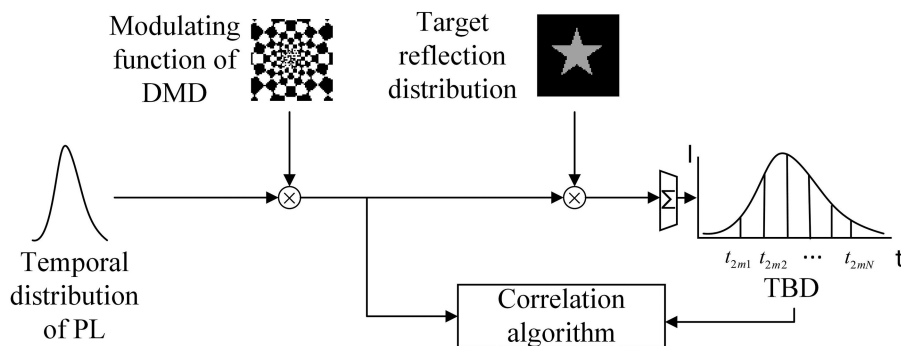 Modulating
function of
DMD
Target
reflection
distribution
Temporal
distribution
of PL
×
×
Σ
I
t
t2m1 t2m2 ... t2mN
TBD
Correlation
algorithm